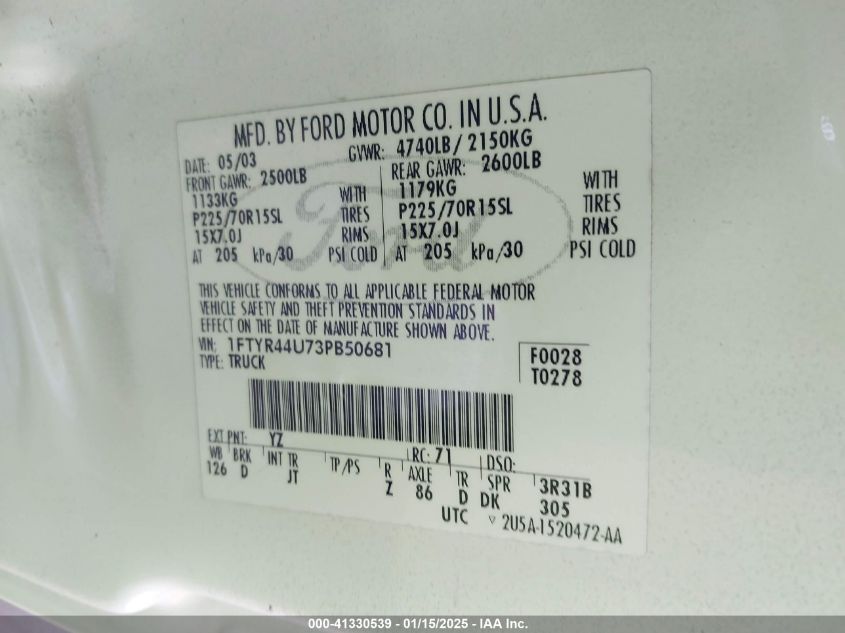 MFD. BY FORD MOTOR CO. IN U.S.A.
DATE: 05/03 GVWR: 4740LB / 2150KG
FRONT GAWR: 2500LB REAR GAWR: 2600LB
1133KG WITH 1179KG WITH
P225/70R15SL TIRES P225/70R15SL TIRES
15X7.0J RIMS 15X7.0J RIMS
AT 205 kPa/30 PSI COLD AT 205 kPa/30 PSI COLD
Ford
THIS VEHICLE CONFORMS TO ALL APPLICABLE FEDERAL MOTOR
VEHICLE SAFETY AND THEFT PREVENTION STANDARDS IN
EFFECT ON THE DATE OF MANUFACTURE SHOWN ABOVE.
VIN: 1FTYR44U73PB50681
TYPE: TRUCK
F0028
T0278
EXT PNT: YZ RC: 71 DSO:
WB BRK INT TR TP/PS R AXLE TR SPR 3R31B
126 D JT Z 86 D DK 305
UTC ▽ 2U5A-1520472-AA
000-41330539 - 01/15/2025 - IAA Inc.